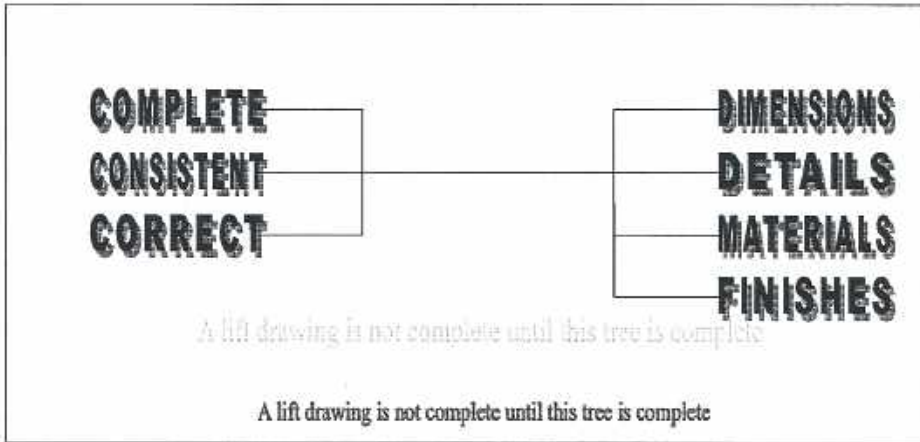 COMPLETE
CONSISTENT
CORRECT
DIMENSIONS
DETAILS
MATERIALS
FINISHES
A lift drawing is not complete until this tree is complete
A lift drawing is not complete until this tree is complete